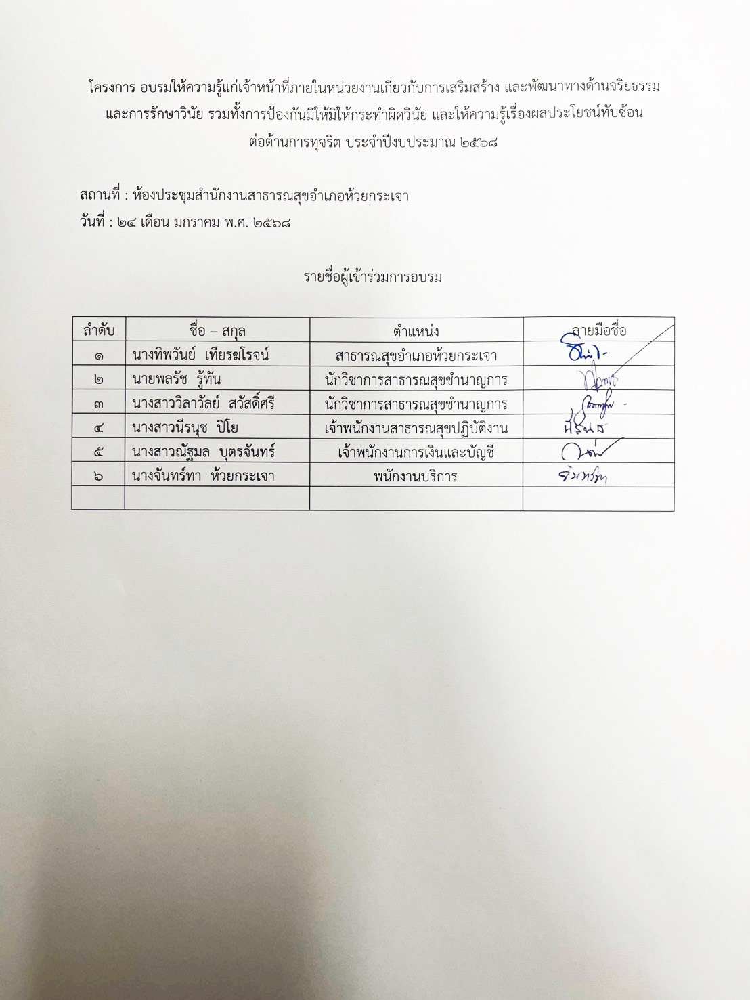 โครงการ อบรมให้ความรู้แก่เจ้าหน้าที่ภายในหน่วยงานเกี่ยวกับการเสริมสร้าง และพัฒนาทางด้านจริยธรรม
และการรักษาวินัย รวมทั้งการป้องกันมิให้มิให้กระทำผิดวินัย และให้ความรู้เรื่องผลประโยชน์ทับซ้อน
ต่อต้านการทุจริต ประจำปีงบประมาณ ๒๕๖๘
สถานที่ : ห้องประชุมสำนักงานสาธารณสุขอำเภอห้วยกระเจา
วันที่ : ๒๔ เดือน มกราคม พ.ศ. ๒๕๖๘
รายชื่อผู้เข้าร่วมการอบรม
ลำดับ ชื่อ – สกุล ตำแหน่ง ลายมือชื่อ
๑ นางทิพวันย์ เทียรฆโรจน์ สาธารณสุขอำเภอห้วยกระเจา
๒ นายพลรัช รู้ทัน นักวิชาการสาธารณสุขชำนาญการ
๓ นางสาววิลาวัลย์ สวัสดิ์ศรี นักวิชาการสาธารณสุขชำนาญการ
๔ นางสาวนีรนุช ปิโย เจ้าพนักงานสาธารณสุขปฏิบัติงาน
๕ นางสาวณัฐมล บุตรจันทร์ เจ้าพนักงานการเงินและบัญชี
๖ นางจันทร์ทา ห้วยกระเจา พนักงานบริการ